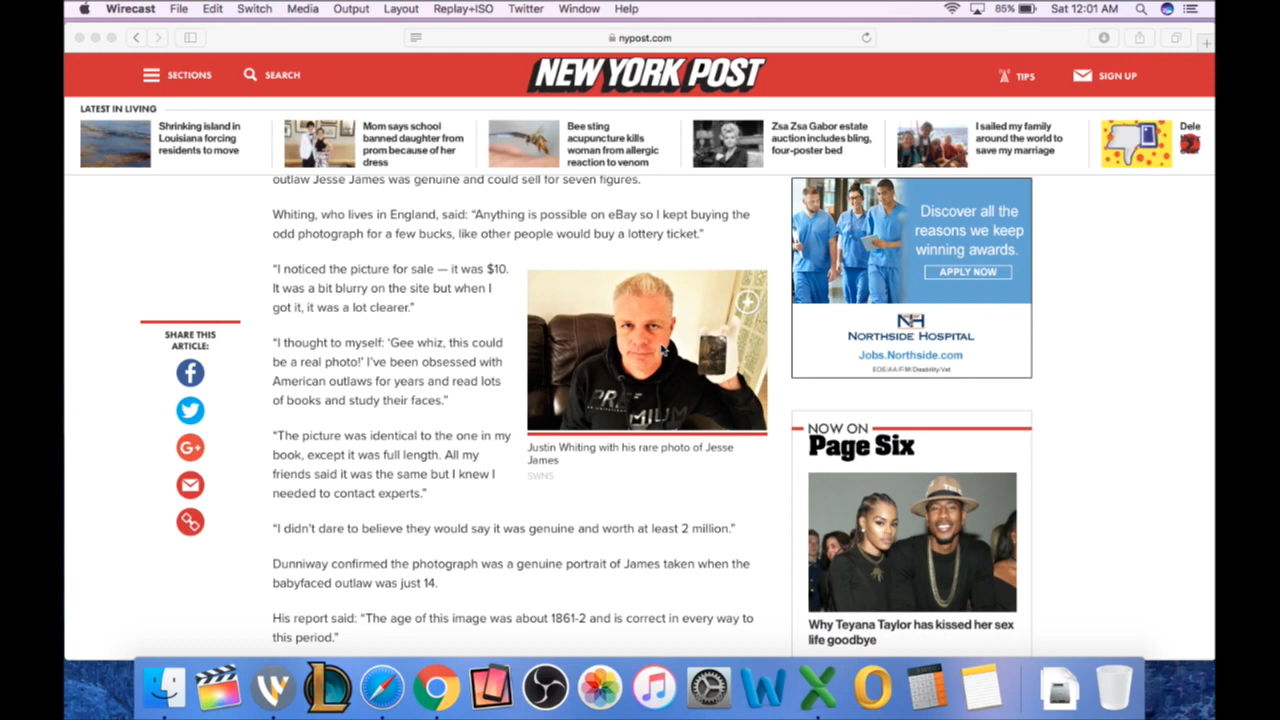 Wirecast File Edit Switch Media Output Layout Replay+ISO Twitter Window Help
85% Sat 12:01 AM
nypost.com
SECTIONS
SEARCH
NEW YORK POST
TIPS
SIGN UP
LATEST IN LIVING
Shrinking island in
Louisiana forcing
residents to move
Mom says school
banned daughter from
prom because of her
dress
Bee sting
acupuncture kills
woman from allergic
reaction to venom
Zsa Zsa Gabor estate
auction includes bling,
four-poster bed
I sailed my family
around the world to
save my marriage
Dele
outlaw Jesse James was genuine and could sell for seven figures.
Whiting, who lives in England, said: “Anything is possible on eBay so I kept buying the
odd photograph for a few bucks, like other people would buy a lottery ticket.”
“I noticed the picture for sale — it was $10.
It was a bit blurry on the site but when I
got it, it was a lot clearer.”
“I thought to myself: ‘Gee whiz, this could
be a real photo!’ I’ve been obsessed with
American outlaws for years and read lots
of books and study their faces.”
“The picture was identical to the one in my
book, except it was full length. All my
friends said it was the same but I knew I
needed to contact experts.”
PRE
MIUM
Justin Whiting with his rare photo of Jesse
James
SWNS
“I didn’t dare to believe they would say it was genuine and worth at least 2 million.”
Dunniway confirmed the photograph was a genuine portrait of James taken when the
babyfaced outlaw was just 14.
His report said: “The age of this image was about 1861-2 and is correct in every way to
this period.”
SHARE THIS
ARTICLE:
G+
Discover all the
reasons we keep
winning awards.
APPLY NOW
NH
NORTHSIDE HOSPITAL
Jobs.Northside.com
EOE/AA/F/M/Disability/Vet
NOW ON
Page Six
Why Teyana Taylor has kissed her sex
life goodbye